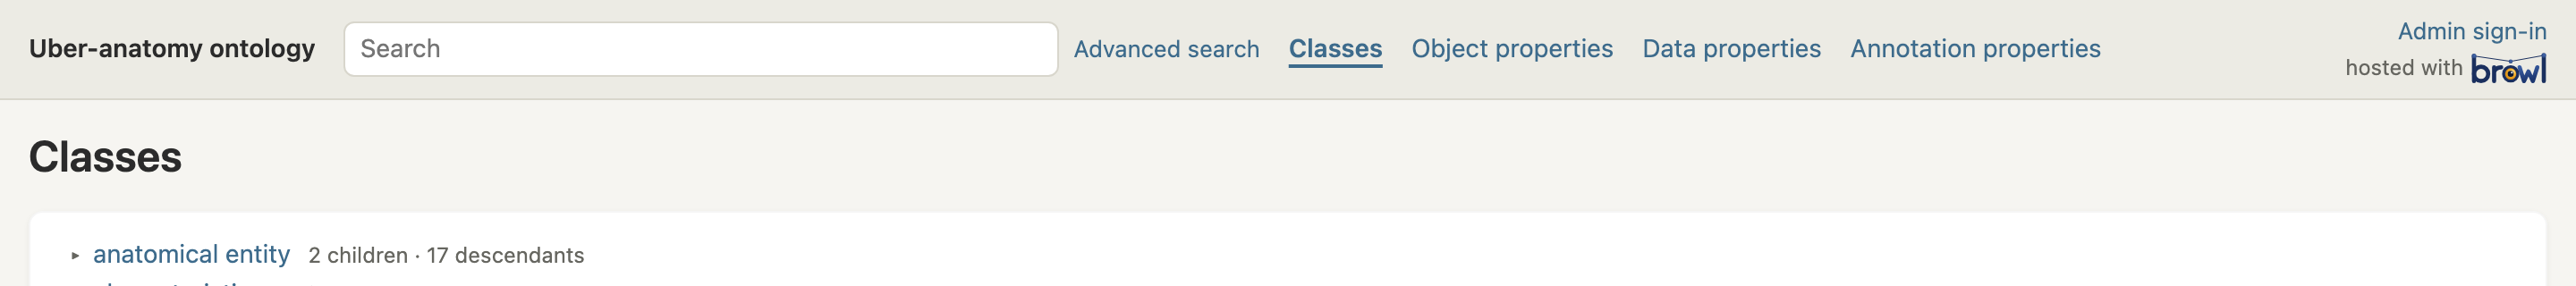 Uber-anatomy ontology
Search
Advanced search
Classes
Object properties
Data properties
Annotation properties
Admin sign-in
hosted with browl
Classes
▸ anatomical entity 2 children · 17 descendants